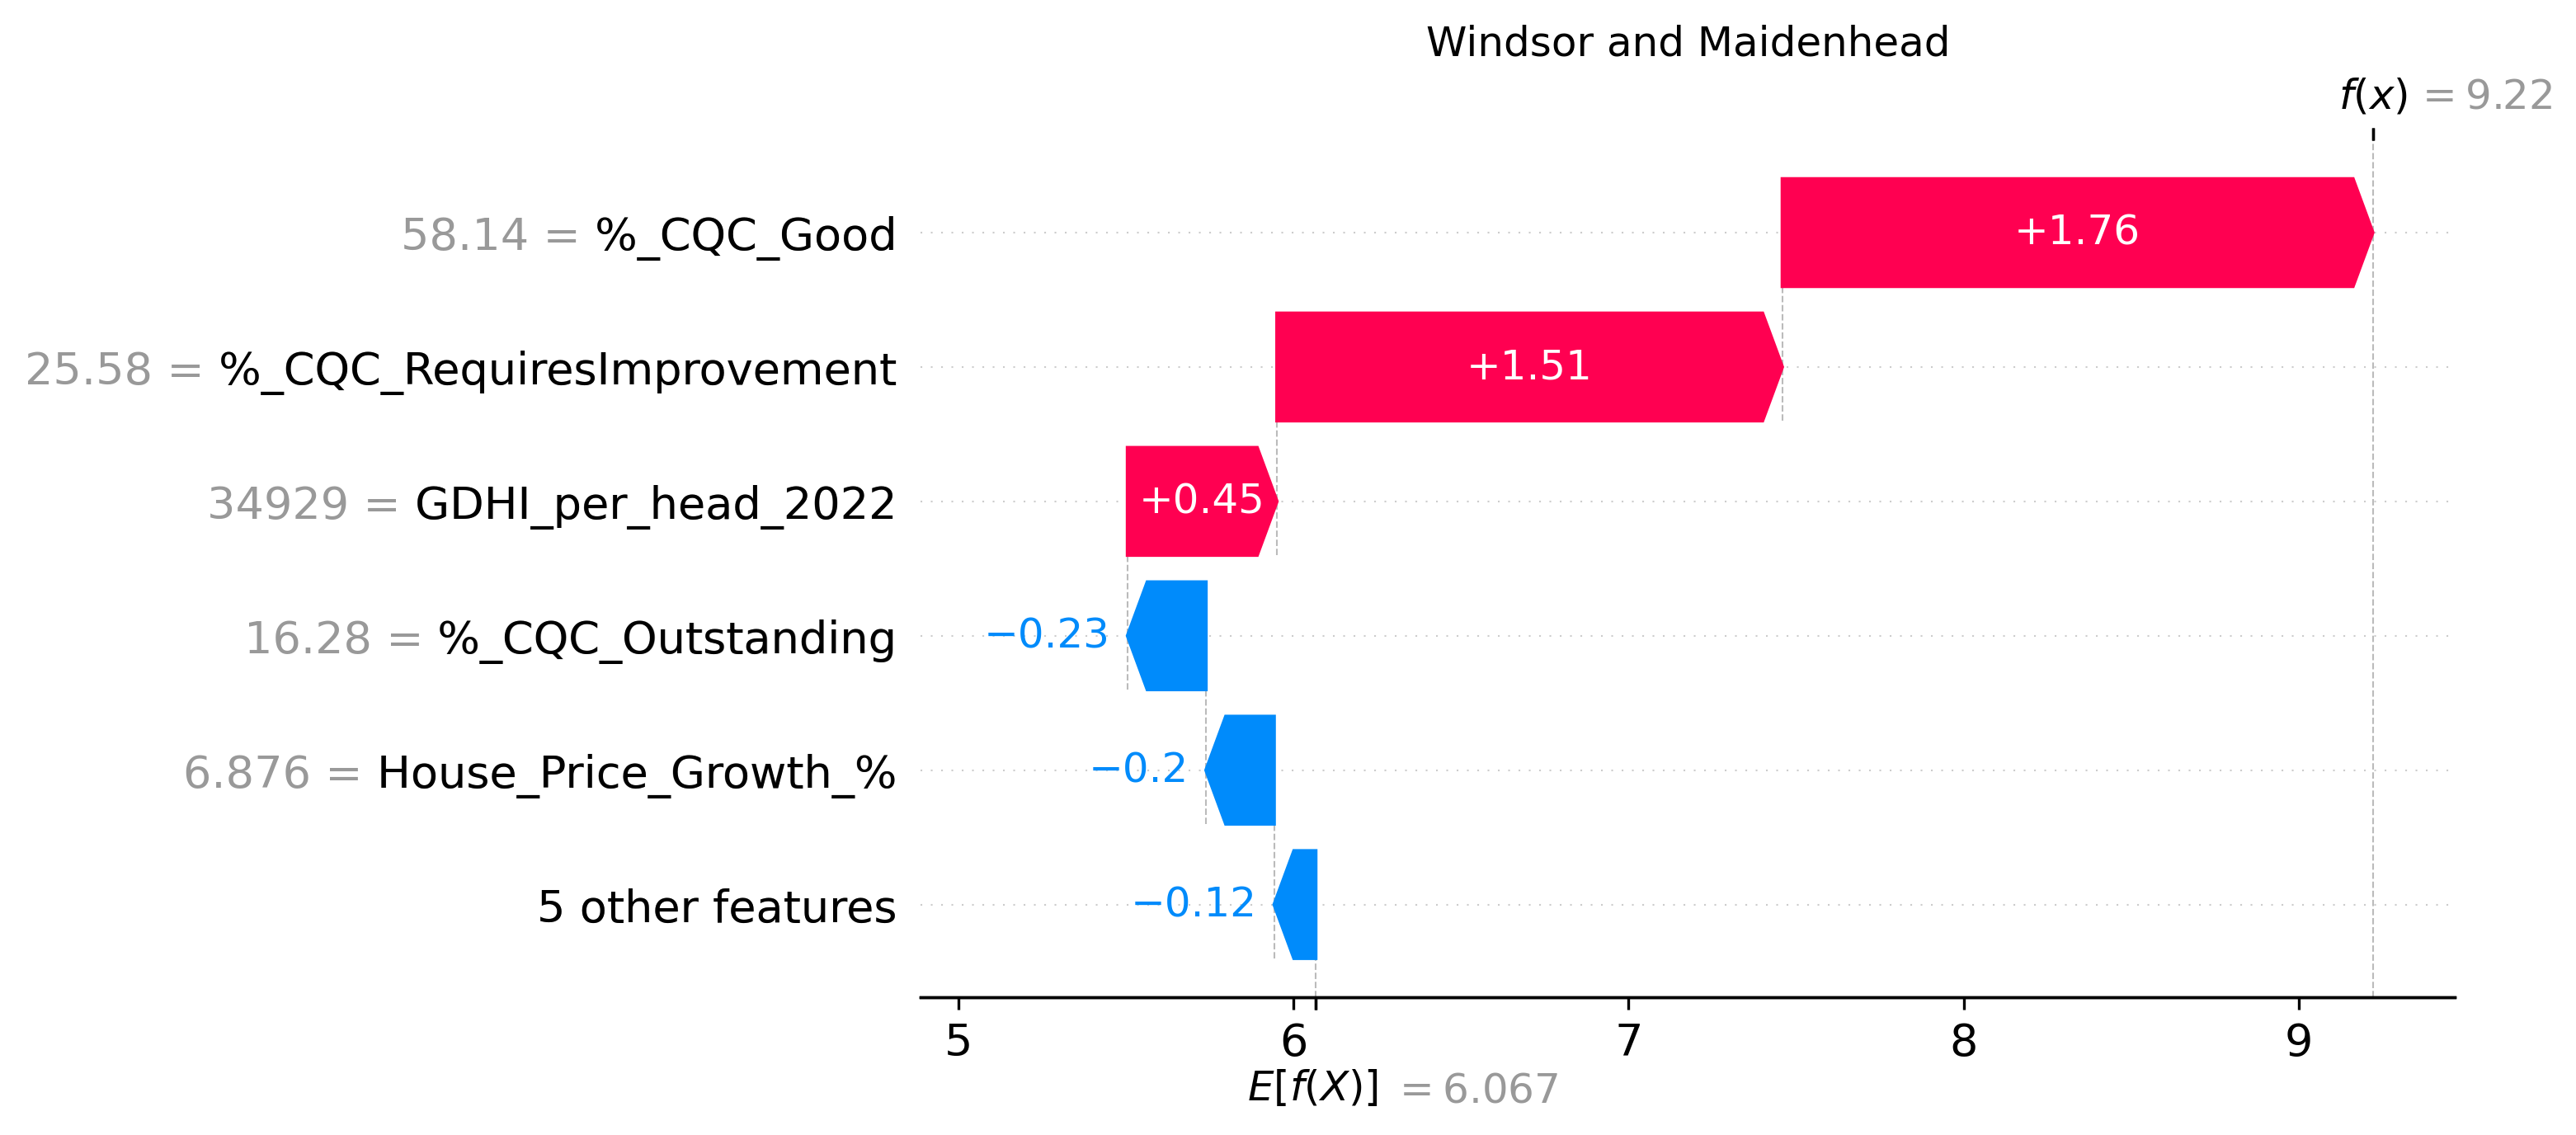 Windsor and Maidenhead
f(x) = 9.22
58.14 = %_CQC_Good
+1.76
25.58 = %_CQC_RequiresImprovement
+1.51
34929 = GDHI_per_head_2022
+0.45
16.28 = %_CQC_Outstanding
−0.23
6.876 = House_Price_Growth_%
−0.2
5 other features
−0.12
5 6 7 8 9
E[f(X)] = 6.067